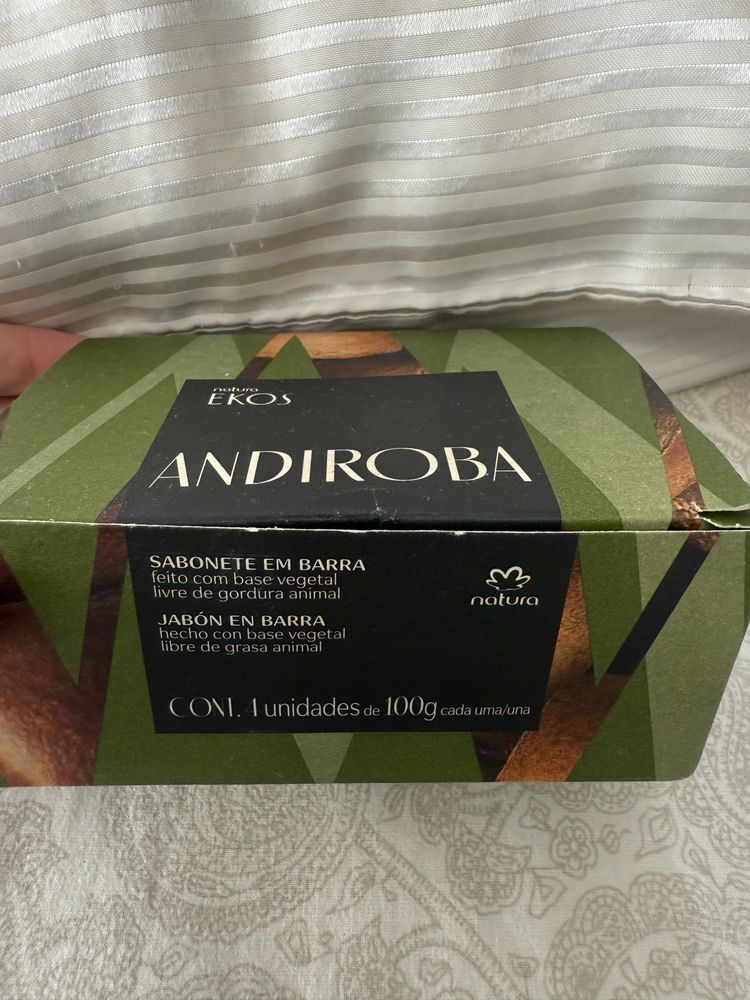 natura
EKOS
ANDIROBA
SABONETE EM BARRA
feito com base vegetal
livre de gordura animal
natura
JABÓN EN BARRA
hecho con base vegetal
libre de grasa animal
CONT. 4 unidades de 100g cada uma/una